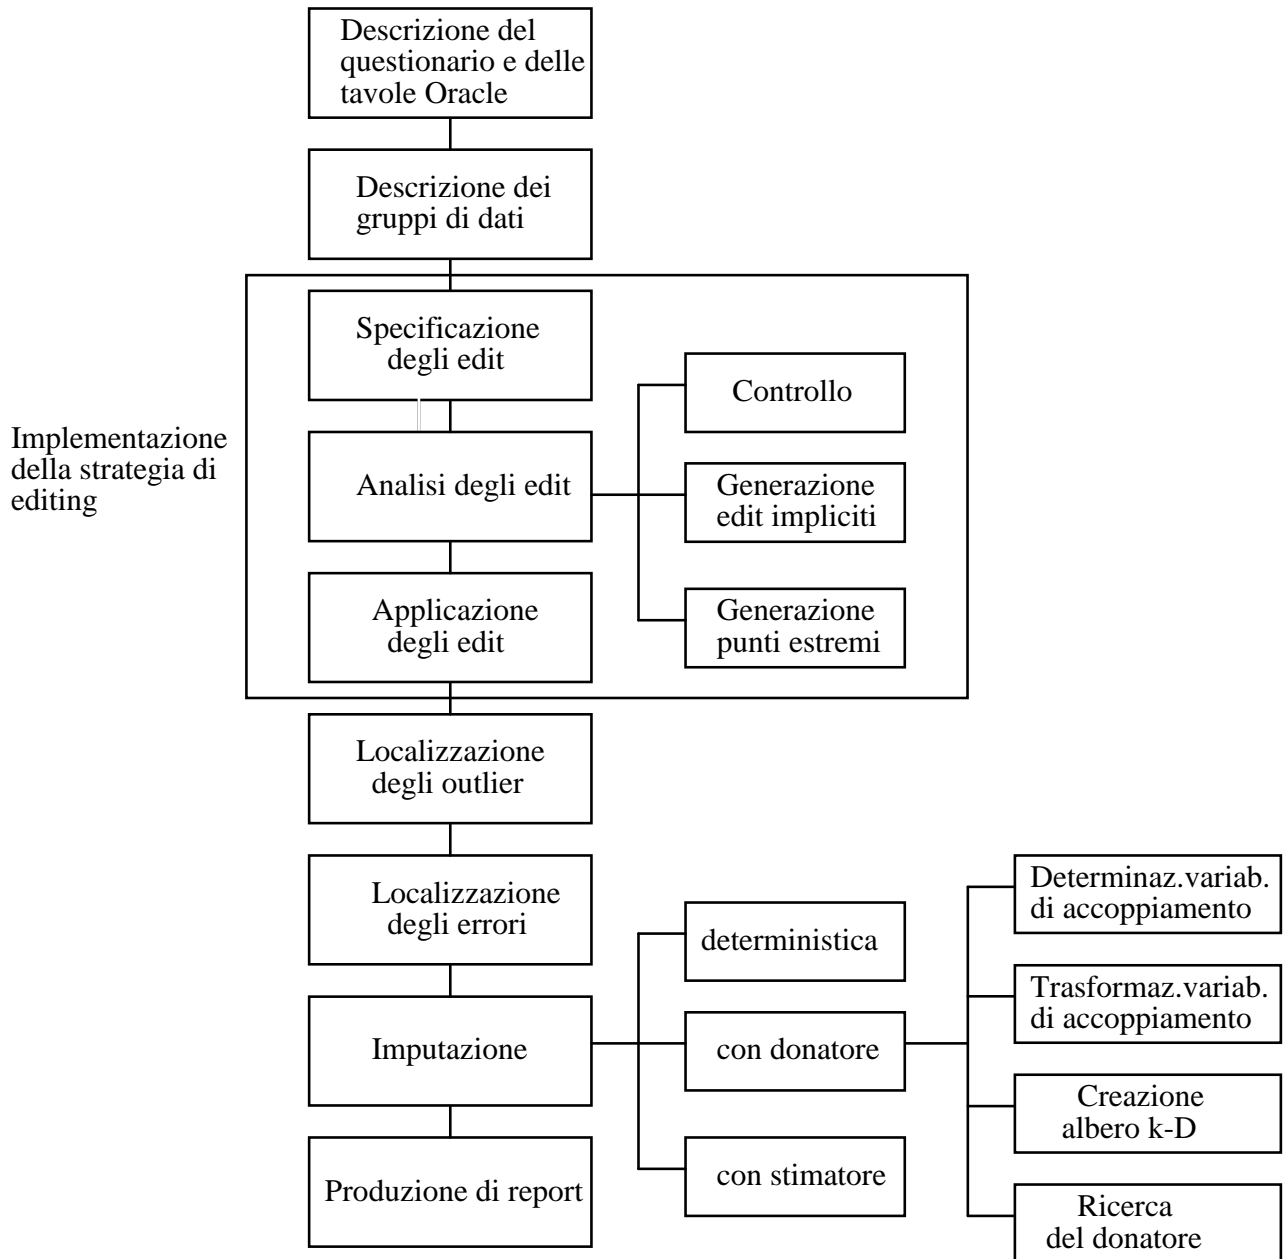 Descrizione del
questionario e delle
tavole Oracle
Descrizione dei
gruppi di dati
Specificazione
degli edit
Controllo
Implementazione
della strategia di
editing
Analisi degli edit
Generazione
edit impliciti
Applicazione
degli edit
Generazione
punti estremi
Localizzazione
degli outlier
Localizzazione
degli errori
deterministica
Determinaz.variab.
di accoppiamento
Trasformaz.variab.
di accoppiamento
Imputazione
con donatore
Creazione
albero k-D
Produzione di report
con stimatore
Ricerca
del donatore